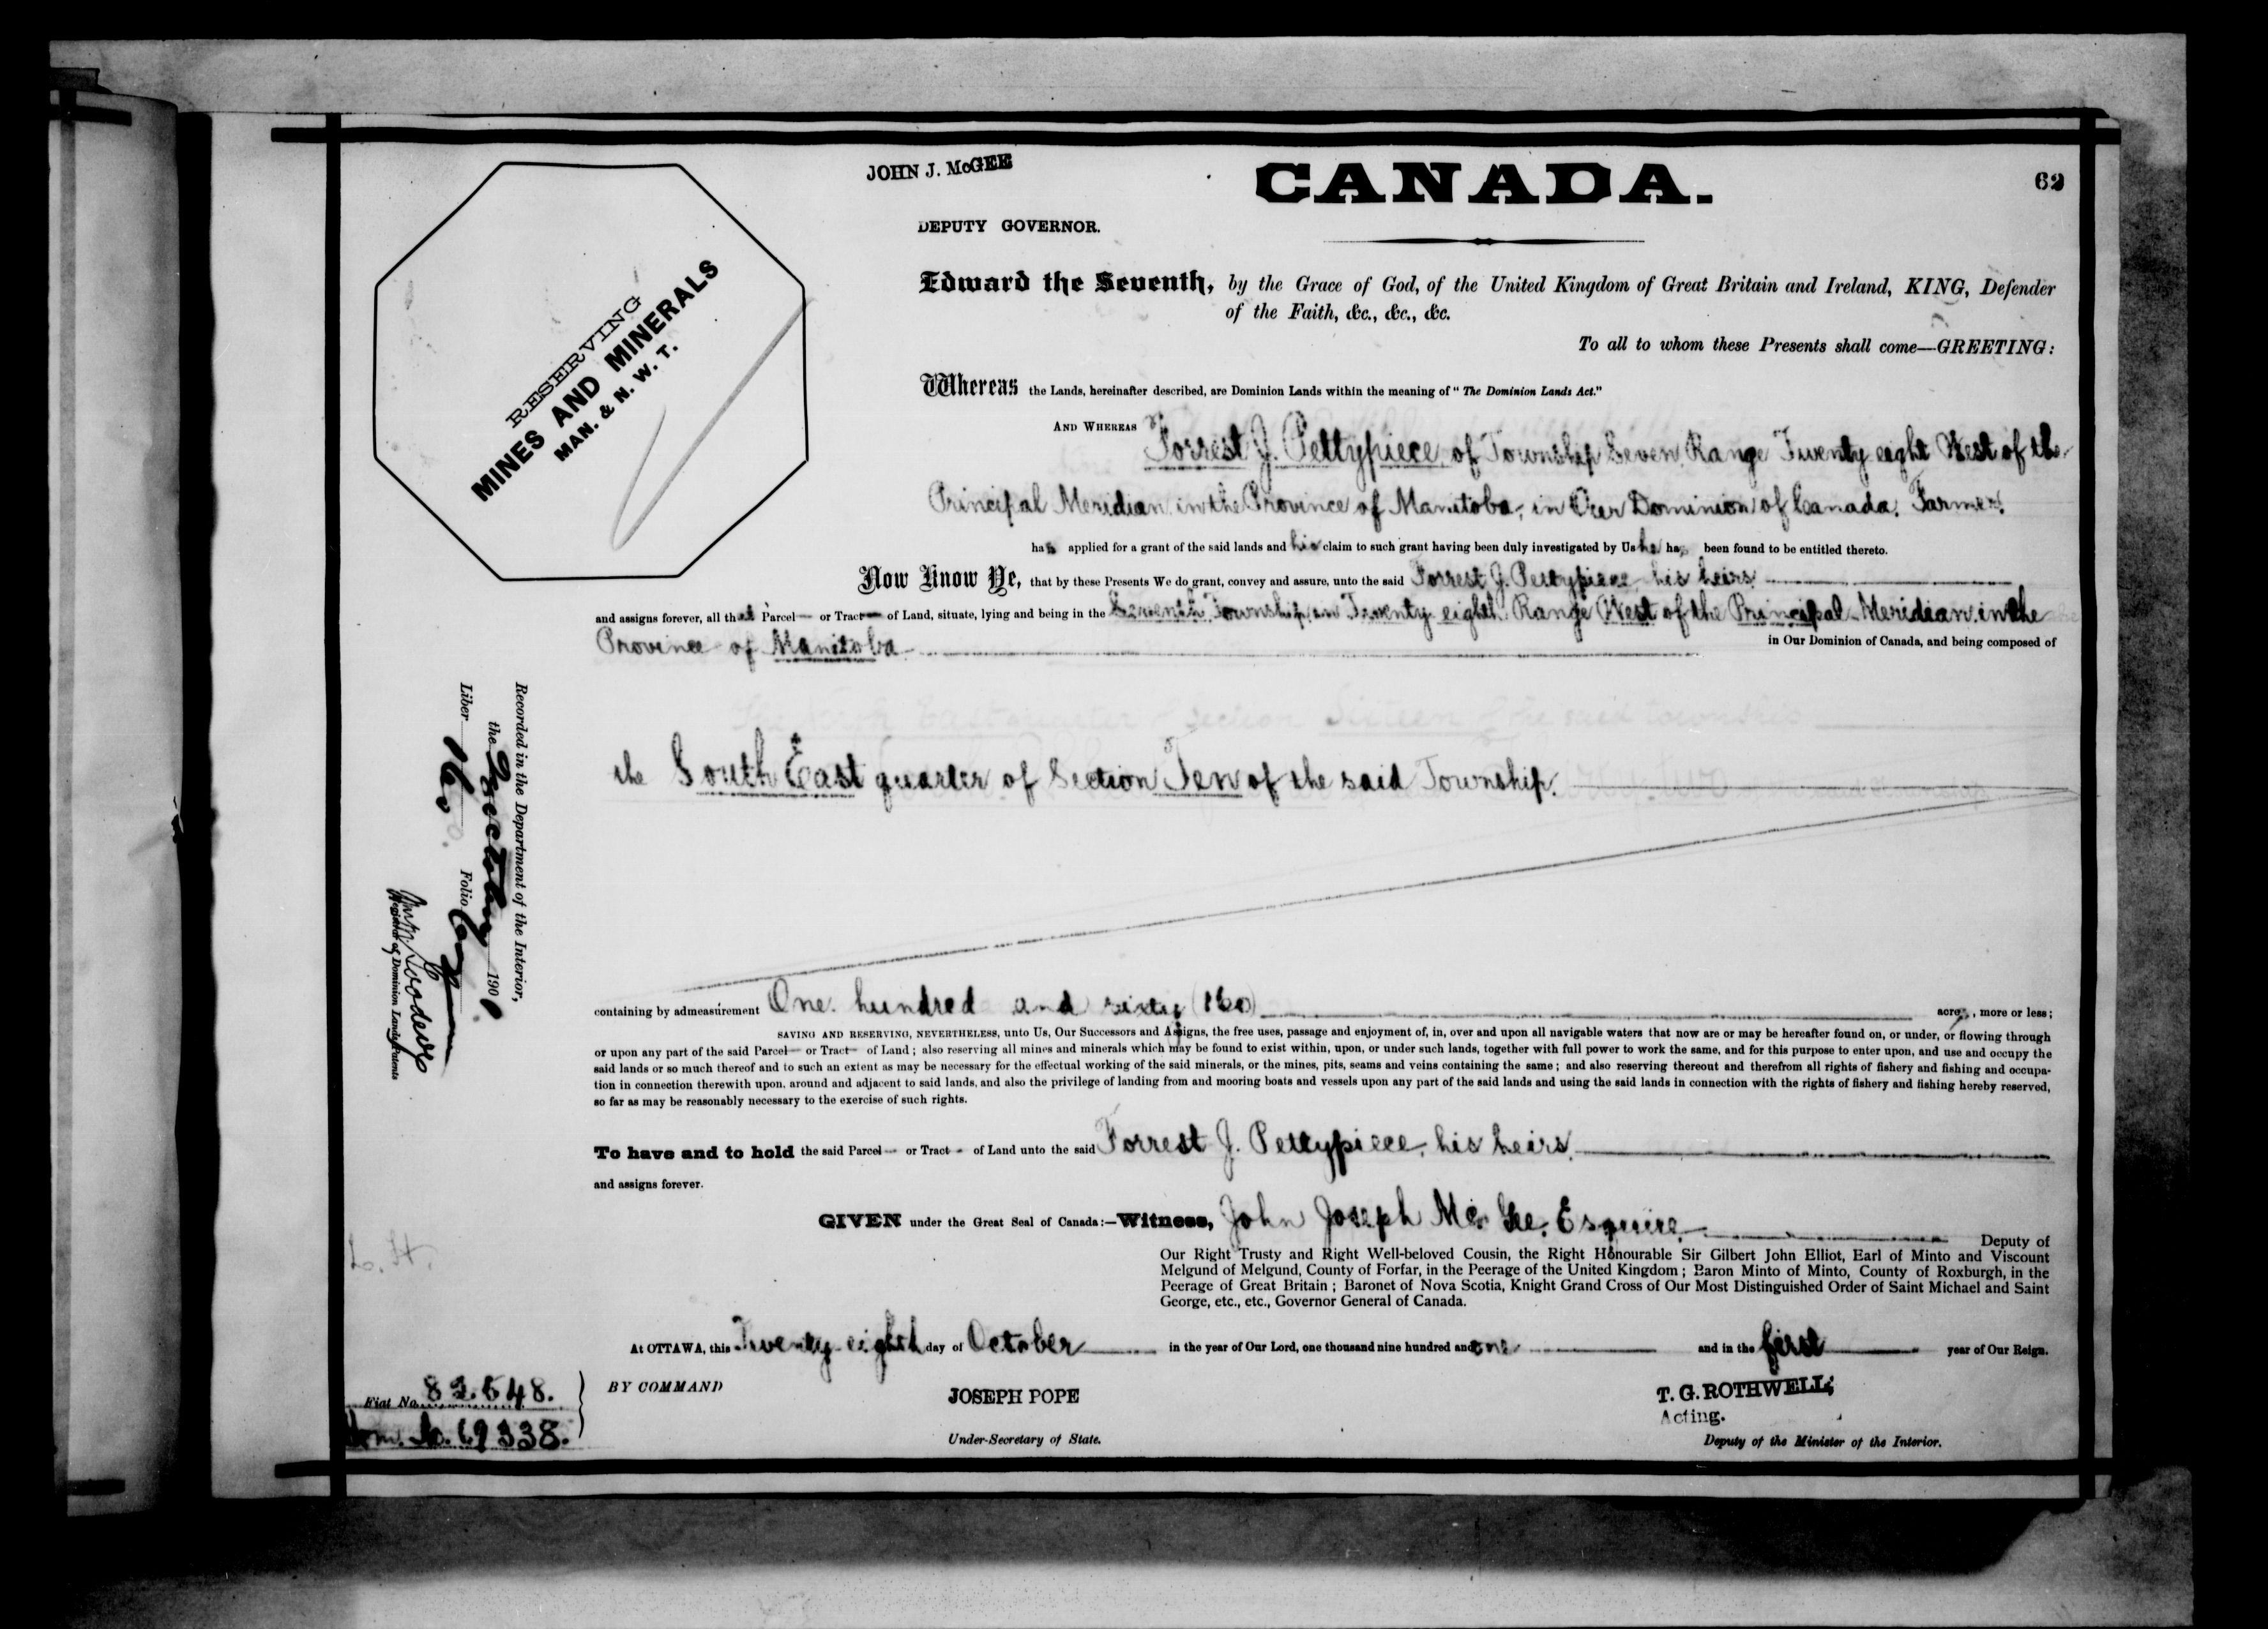 JOHN J. McGEE
CANADA.
62
DEPUTY GOVERNOR.
RESERVING
MINES AND MINERALS
MAN. & N. W. T.
Edward the Seventh, by the Grace of God, of the United Kingdom of Great Britain and Ireland, KING, Defender
of the Faith, &c., &c., &c.
To all to whom these Presents shall come—GREETING:
Whereas the Lands, hereinafter described, are Dominion Lands within the meaning of "The Dominion Lands Act."
AND WHEREAS Forrest J. Pettypiece of Township Seven Range Twenty eight West of the
Principal Meridian in the Province of Manitoba, in Our Dominion of Canada, Farmer,
has applied for a grant of the said lands and his claim to such grant having been duly investigated by Us he has been found to be entitled thereto.
Now Know Ye, that by these Presents We do grant, convey and assure, unto the said Forrest J. Pettypiece his heirs
and assigns forever, all that Parcel or Tract of Land, situate, lying and being in the Seventh Township in Twenty eighth Range West of the Principal Meridian in the
Province of Manitoba in Our Dominion of Canada, and being composed of
the South East quarter of Section Ten of the said Township.
containing by admeasurement One hundred and sixty (160) acres, more or less;
SAVING AND RESERVING, NEVERTHELESS, unto Us, Our Successors and Assigns, the free uses, passage and enjoyment of, in, over and upon all navigable waters that now are or may be hereafter found on, or under, or flowing through
or upon any part of the said Parcel or Tract of Land; also reserving all mines and minerals which may be found to exist within, upon, or under such lands, together with full power to work the same, and for this purpose to enter upon, and use and occupy the
said lands or so much thereof and to such an extent as may be necessary for the effectual working of the said minerals, or the mines, pits, seams and veins containing the same; and also reserving thereout and therefrom all rights of fishery and fishing and occupa-
tion in connection therewith upon, around and adjacent to said lands, and also the privilege of landing from and mooring boats and vessels upon any part of the said lands and using the said lands in connection with the rights of fishery and fishing hereby reserved,
so far as may be reasonably necessary to the exercise of such rights.
To have and to hold the said Parcel or Tract of Land unto the said Forrest J. Pettypiece, his heirs
and assigns forever.
GIVEN under the Great Seal of Canada:—Witness, John Joseph McGee, Esquire
Deputy of
Our Right Trusty and Right Well-beloved Cousin, the Right Honourable Sir Gilbert John Elliot, Earl of Minto and Viscount
Melgund of Melgund, County of Forfar, in the Peerage of the United Kingdom; Baron Minto of Minto, County of Roxburgh, in the
Peerage of Great Britain; Baronet of Nova Scotia, Knight Grand Cross of Our Most Distinguished Order of Saint Michael and Saint
George, etc., etc., Governor General of Canada.
At OTTAWA, this Twenty eighth day of October in the year of Our Lord, one thousand nine hundred and one and in the first year of Our Reign.
BY COMMAND
JOSEPH POPE
Under-Secretary of State.
T. G. ROTHWELL,
Acting.
Deputy of the Minister of the Interior.
Recorded in the Department of the Interior,
the 190
Liber 160 Folio
Registrar of Dominion Lands Patents
Fiat No.
No. 69338.